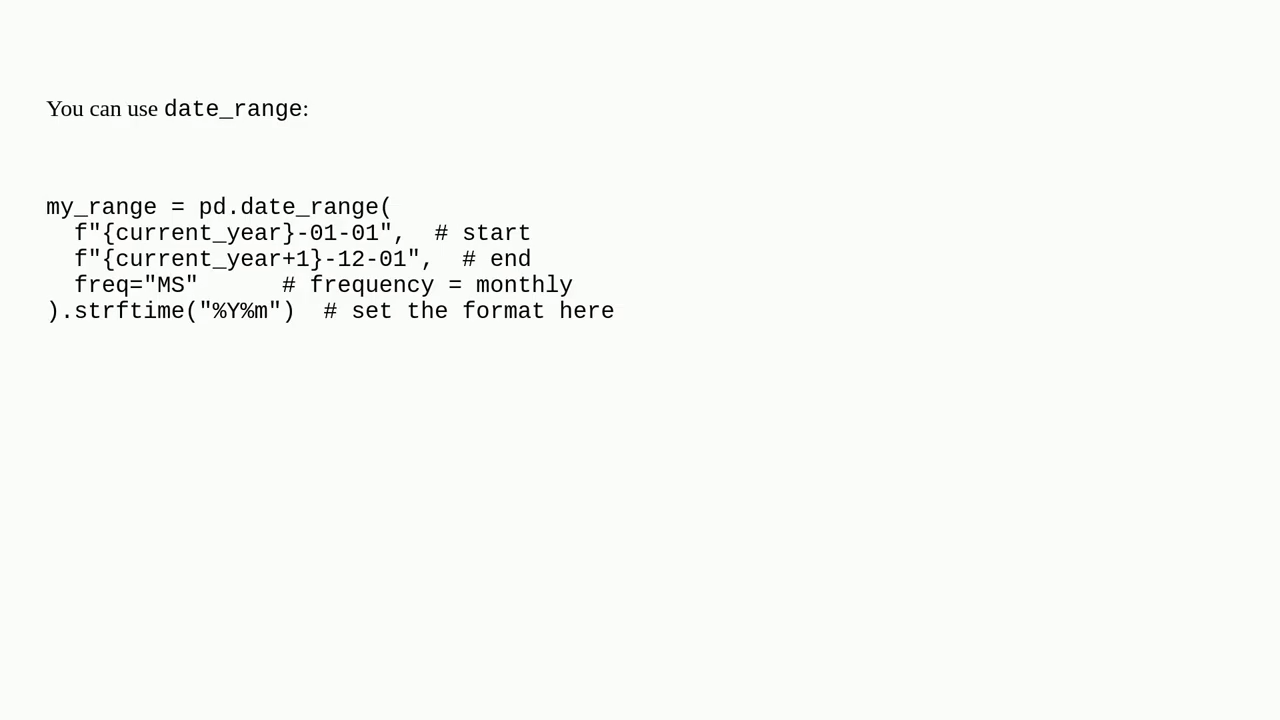 You can use date_range:
my_range = pd.date_range(
  f"{current_year}-01-01",  # start
  f"{current_year+1}-12-01",  # end
  freq="MS"      # frequency = monthly
).strftime("%Y%m")  # set the format here